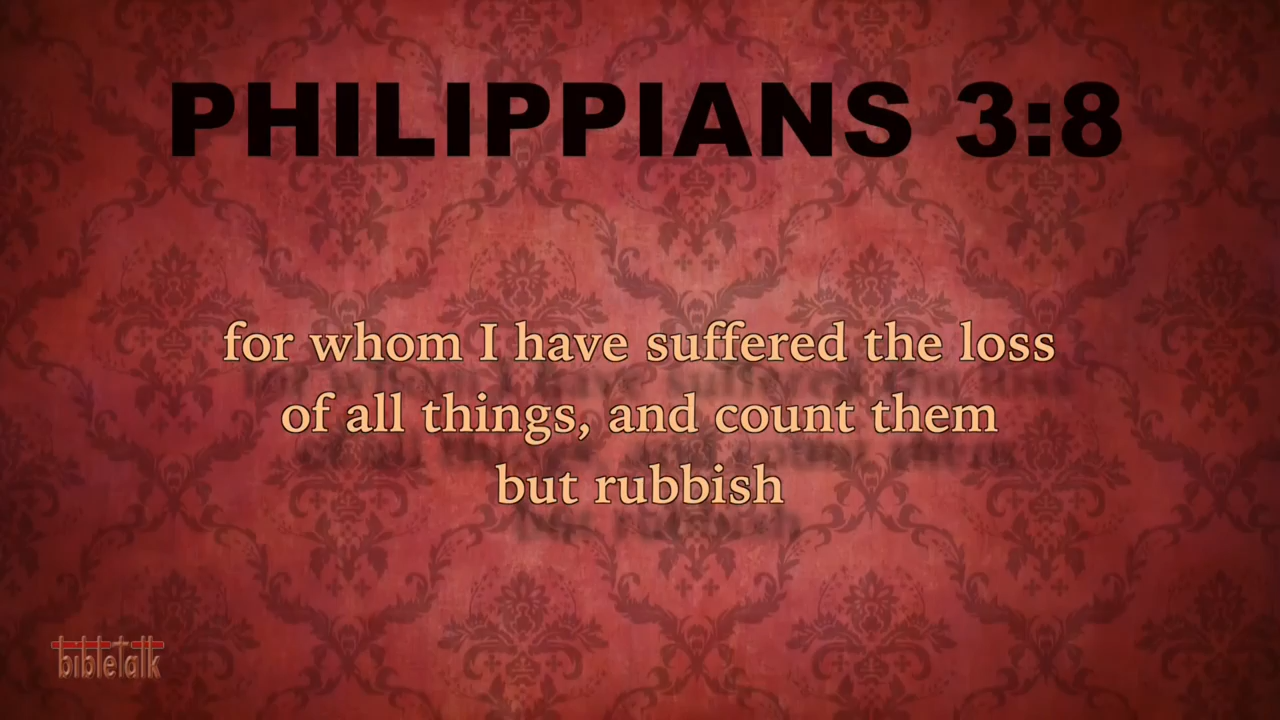 PHILIPPIANS 3:8
for whom I have suffered the loss
of all things, and count them
but rubbish
bibletalk